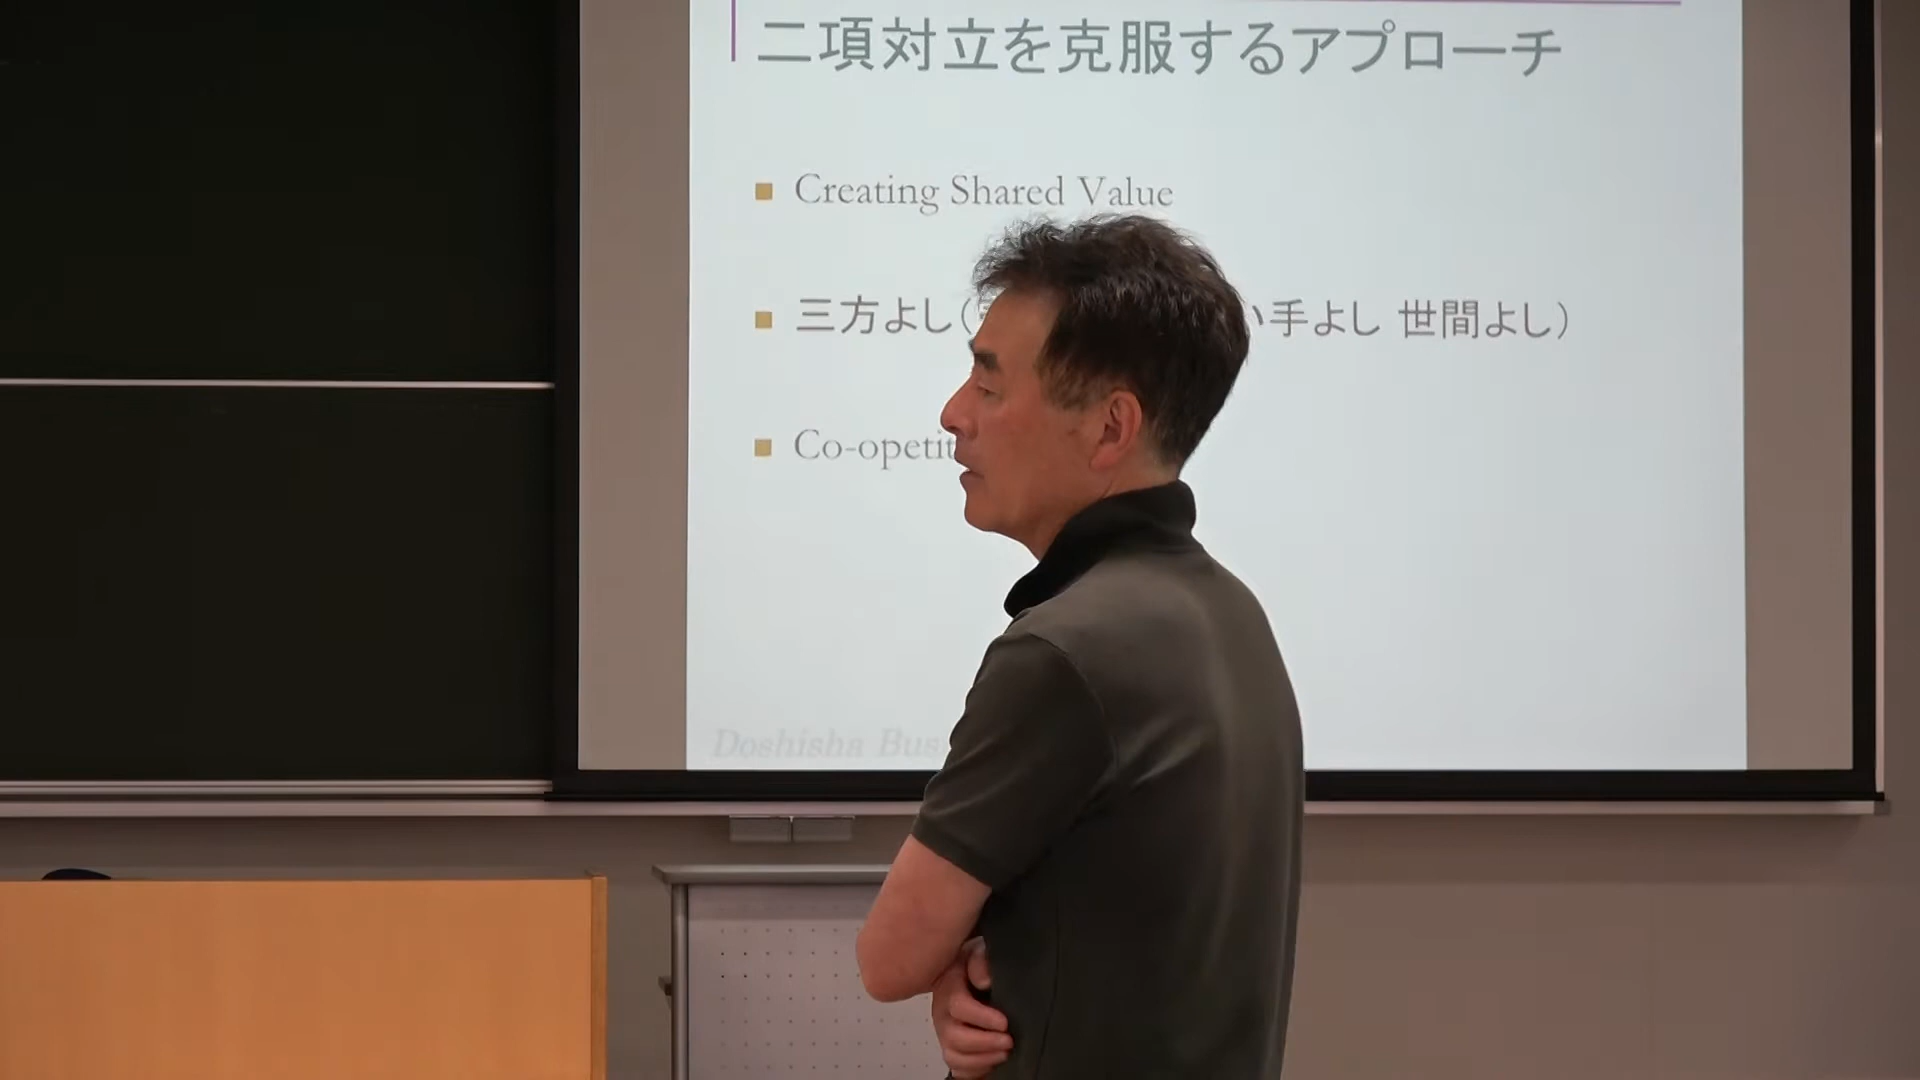 二項対立を克服するアプローチ
Creating Shared Value
三方よし( い手よし 世間よし)
Co-opetit
Doshisha Bus